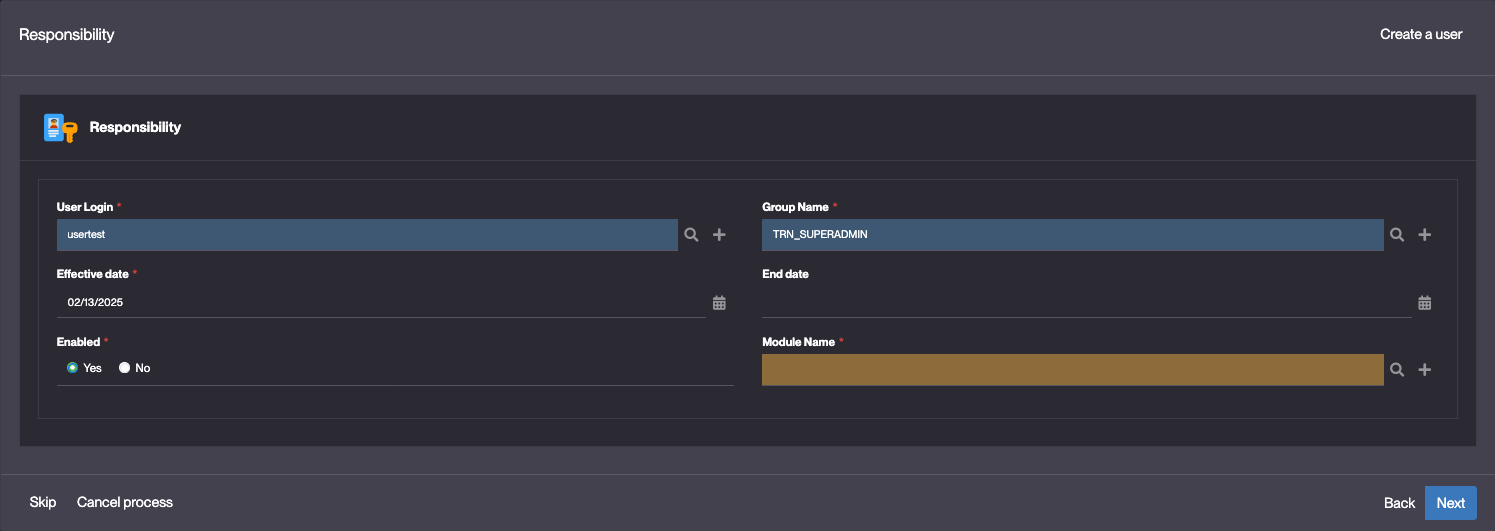 Responsibility
Create a user
Responsibility
User Login *
Group Name *
usertest
TRN_SUPERADMIN
Effective date *
End date
02/13/2025
Enabled *
Module Name *
Yes No
Skip Cancel process
Back Next